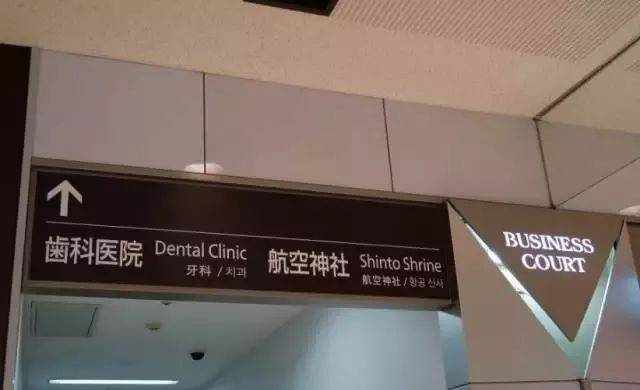 ↑
歯科医院 Dental Clinic
牙科 / 치과
航空神社 Shinto Shrine
航空神社 / 항공 신사
BUSINESS
COURT